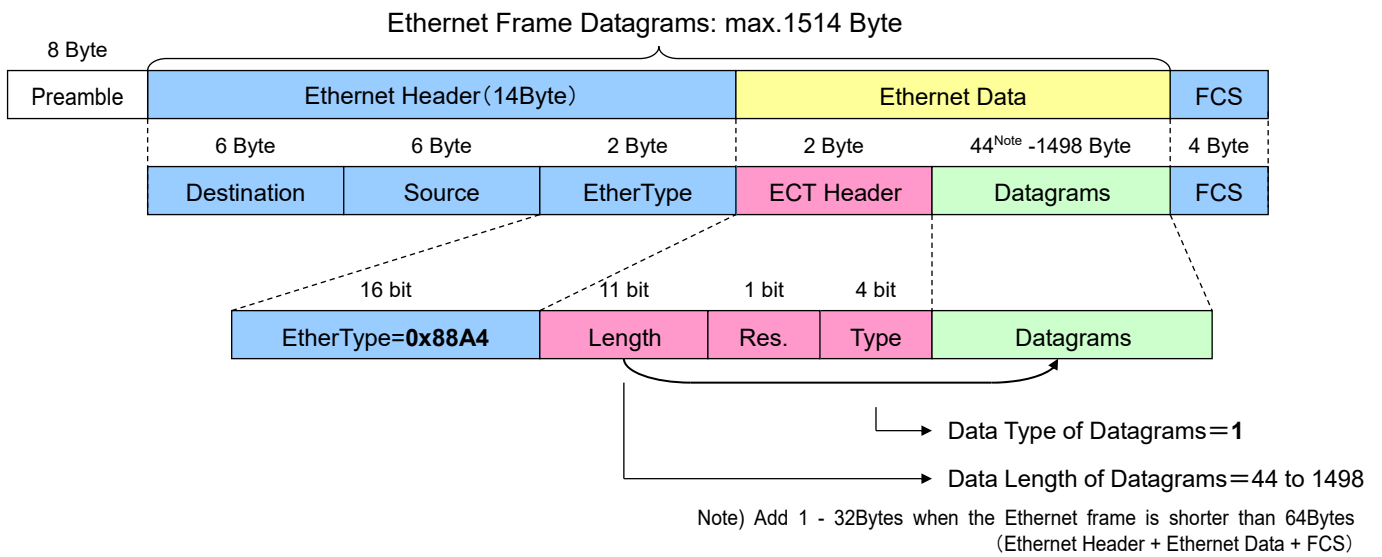 Ethernet Frame Datagrams: max.1514 Byte
8 Byte
Preamble Ethernet Header（14Byte） Ethernet Data FCS
6 Byte 6 Byte 2 Byte 2 Byte 44Note -1498 Byte 4 Byte
Destination Source EtherType ECT Header Datagrams FCS
16 bit 11 bit 1 bit 4 bit
EtherType=0x88A4 Length Res. Type Datagrams
Data Type of Datagrams＝1
Data Length of Datagrams＝44 to 1498
Note) Add 1 - 32Bytes when the Ethernet frame is shorter than 64Bytes
（Ethernet Header + Ethernet Data + FCS）